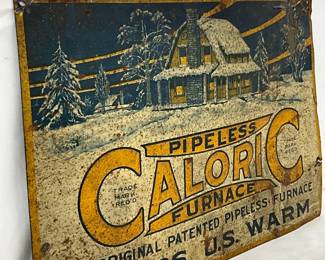 PIPELESS
CALORIC
TRADE
MARK
REG'D
FURNACE
ORIGINAL PATENTED PIPELESS FURNACE
U.S. WARM